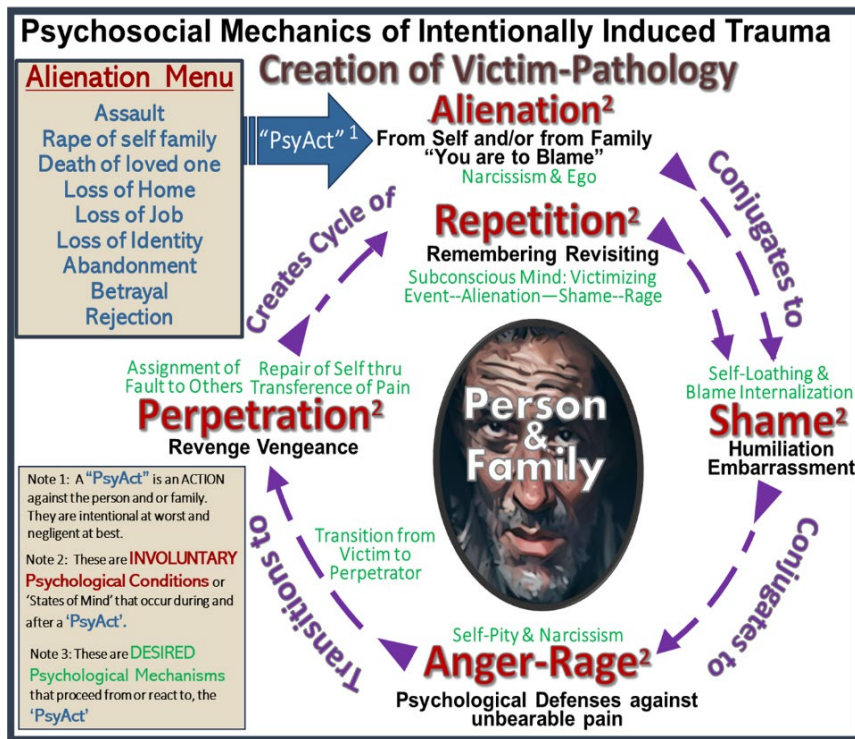 Psychosocial Mechanics of Intentionally Induced Trauma
Creation of Victim-Pathology
Alienation Menu
Assault
Rape of self family
Death of loved one
Loss of Home
Loss of Job
Loss of Identity
Abandonment
Betrayal
Rejection
“PsyAct” 1
Alienation2
From Self and/or from Family
“You are to Blame”
Narcissism & Ego
Conjugates to
Repetition2
Remembering Revisiting
Subconscious Mind: Victimizing
Event--Alienation—Shame--Rage
Creates Cycle of
Self-Loathing &
Blame Internalization
Shame2
Humiliation
Embarrassment
Conjugates to
Person
&
Family
Self-Pity & Narcissism
Anger-Rage2
Psychological Defenses against
unbearable pain
Transitions to
Transition from
Victim to
Perpetrator
Assignment of
Fault to Others
Repair of Self thru
Transference of Pain
Perpetration2
Revenge Vengeance
Note 1: A “PsyAct” is an ACTION
against the person and or family.
They are intentional at worst and
negligent at best.
Note 2: These are INVOLUNTARY
Psychological Conditions or
‘States of Mind’ that occur during and
after a ‘PsyAct’.
Note 3: These are DESIRED
Psychological Mechanisms
that proceed from or react to, the
‘PsyAct’